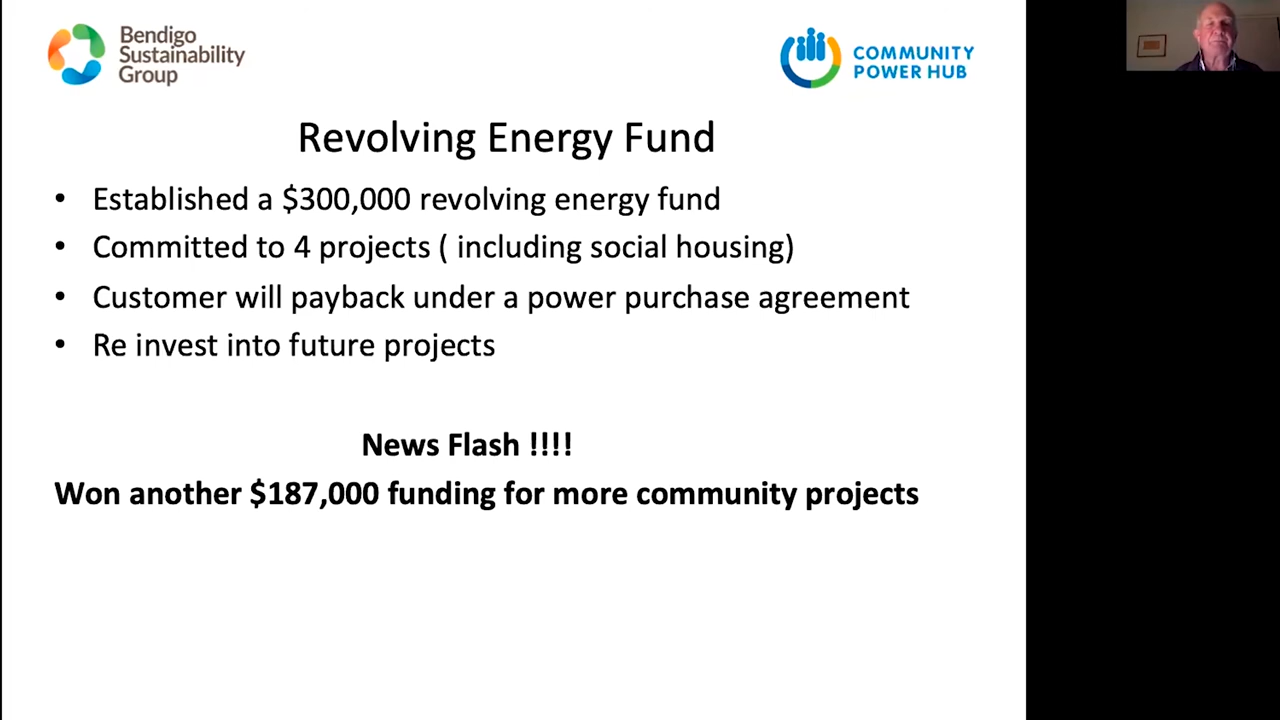 Bendigo
Sustainability
Group
COMMUNITY
POWER HUB
Revolving Energy Fund
• Established a $300,000 revolving energy fund
• Committed to 4 projects ( including social housing)
• Customer will payback under a power purchase agreement
• Re invest into future projects
News Flash !!!!
Won another $187,000 funding for more community projects